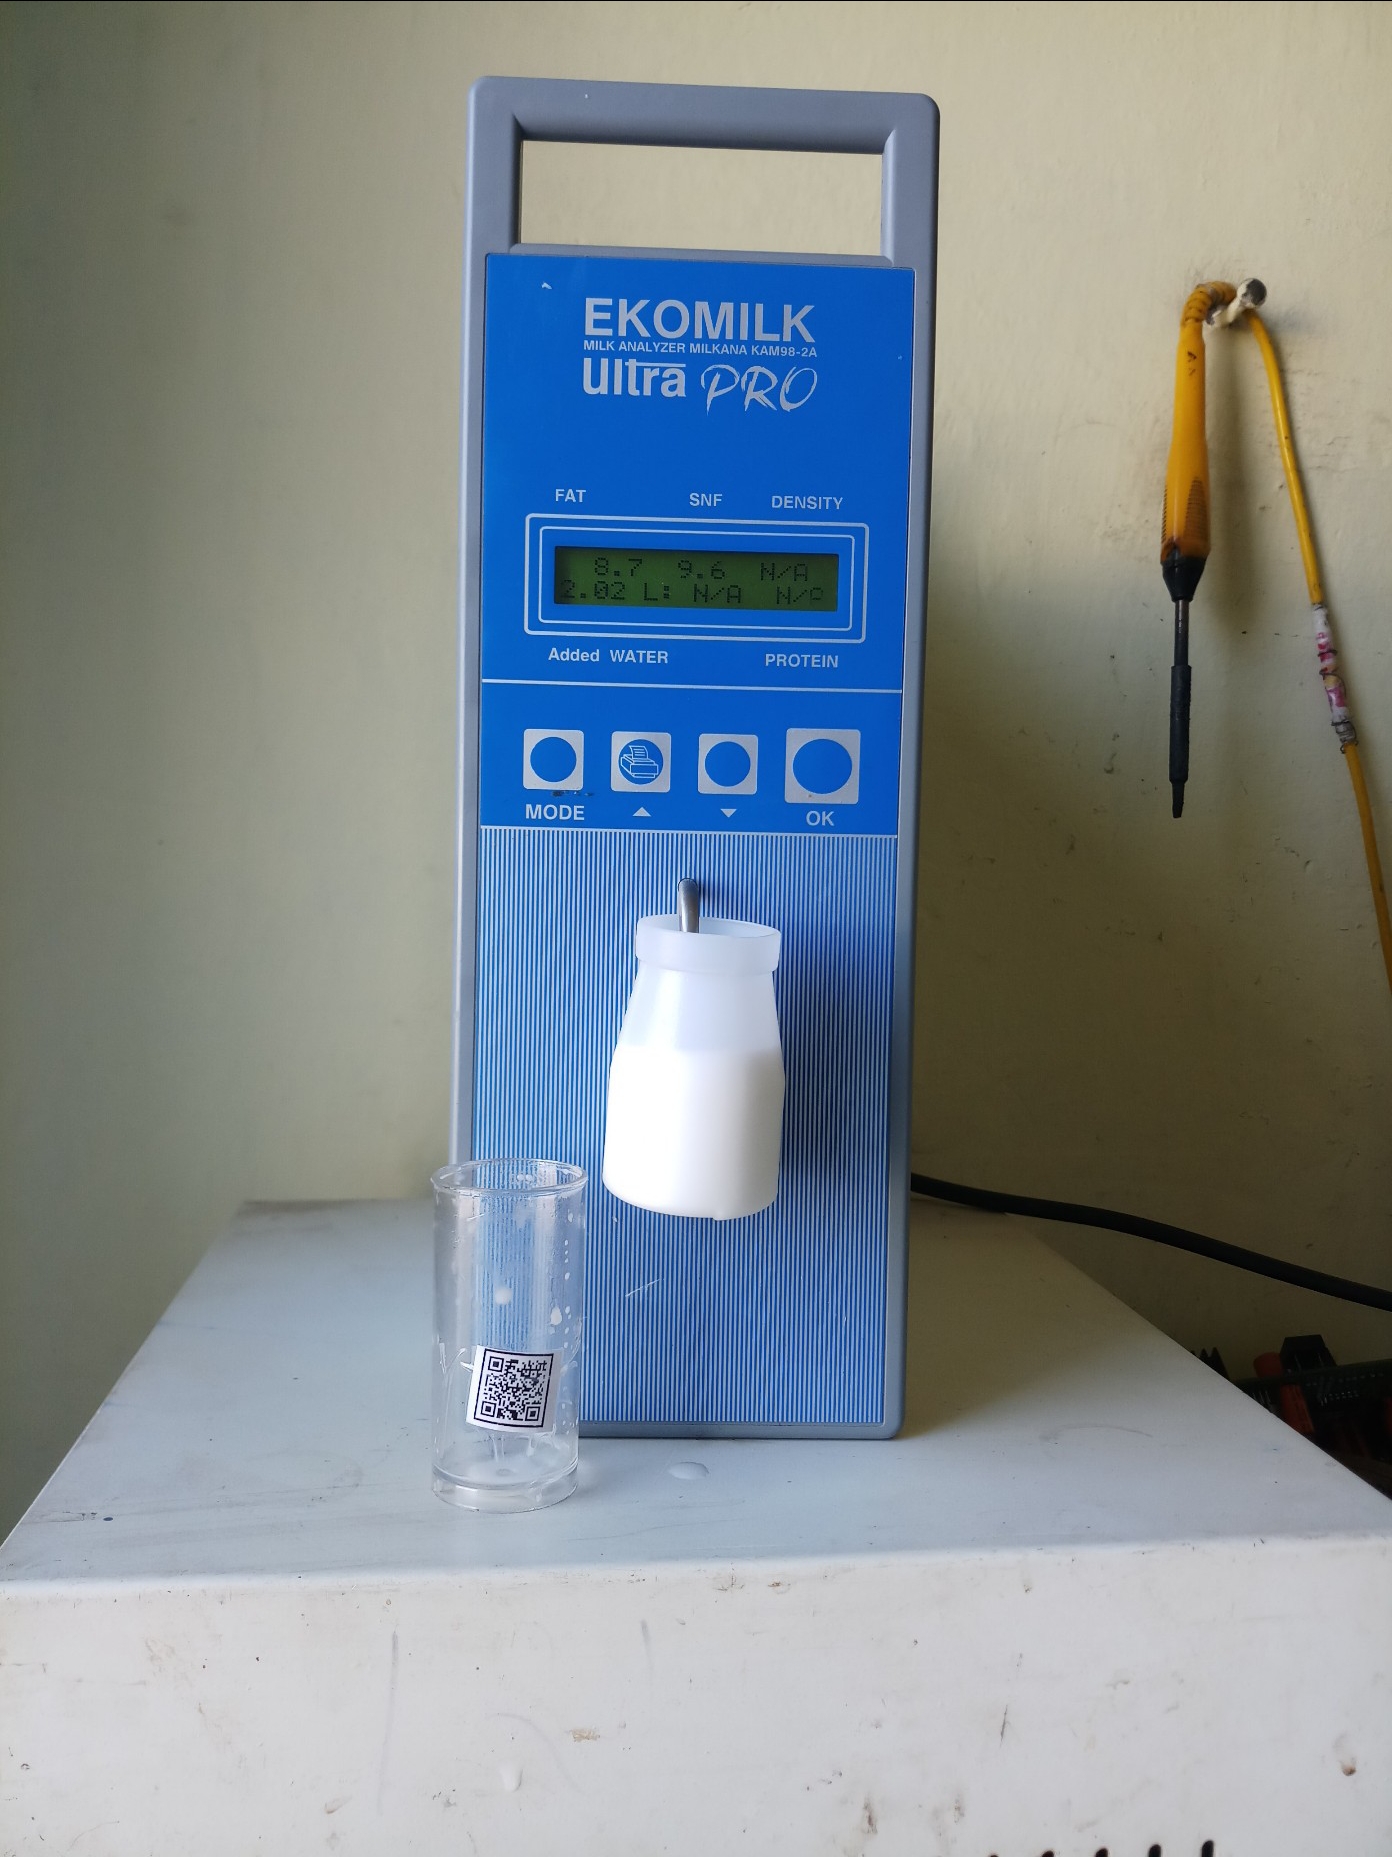 EKOMILK
MILK ANALYZER MILKANA KAM98-2A
Ultra PRO
FAT SNF DENSITY
8.7 9.6 N/A
2.02 L: N/A N/
Added WATER PROTEIN
MODE ▲ ▼ OK